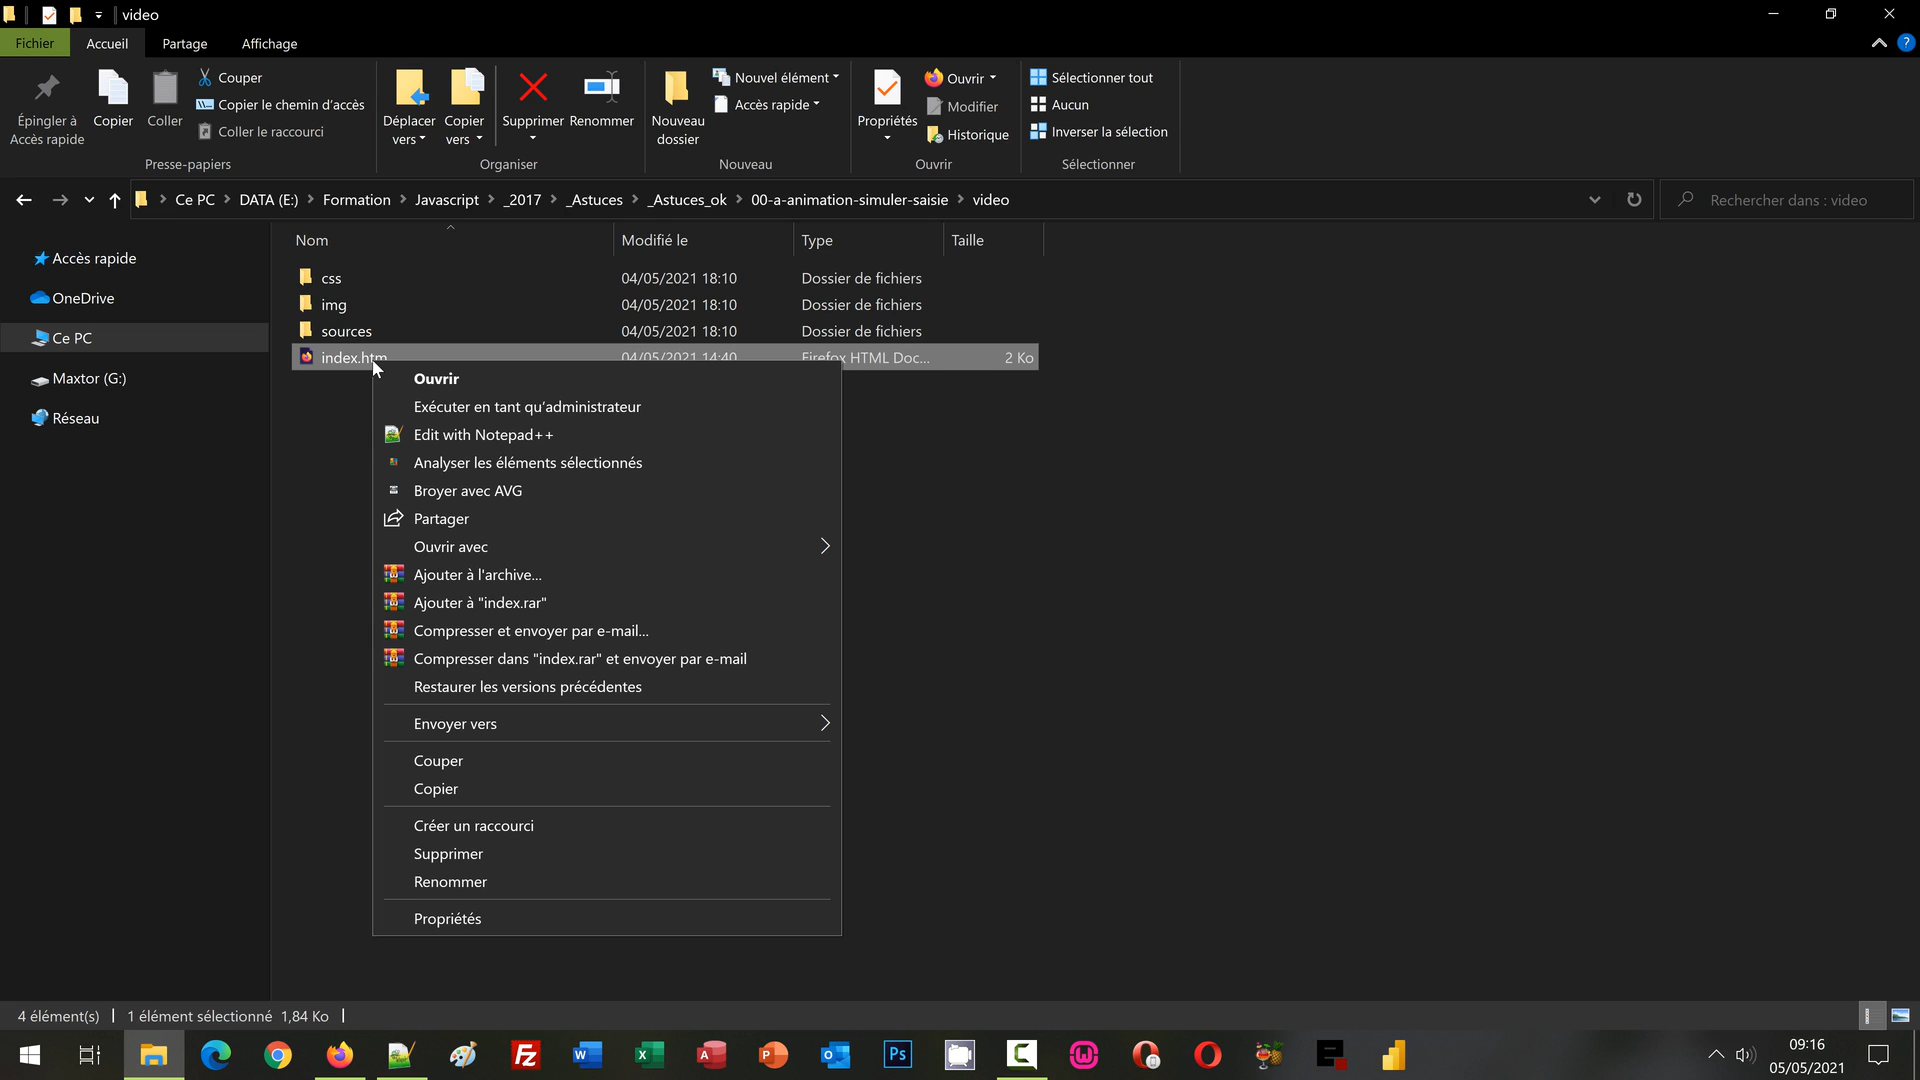 video
Fichier Accueil Partage Affichage
Épingler à Accès rapide
Copier
Coller
Couper
Copier le chemin d'accès
Coller le raccourci
Presse-papiers
Déplacer vers
Copier vers
Supprimer
Renommer
Organiser
Nouveau dossier
Nouvel élément
Accès rapide
Nouveau
Propriétés
Ouvrir
Modifier
Historique
Ouvrir
Sélectionner tout
Aucun
Inverser la sélection
Sélectionner
Ce PC > DATA (E:) > Formation > Javascript > _2017 > _Astuces > _Astuces_ok > 00-a-animation-simuler-saisie > video
Rechercher dans : video
Accès rapide
OneDrive
Ce PC
Maxtor (G:)
Réseau
Nom Modifié le Type Taille
css 04/05/2021 18:10 Dossier de fichiers
img 04/05/2021 18:10 Dossier de fichiers
sources 04/05/2021 18:10 Dossier de fichiers
index.htm 04/05/2021 14:40 Firefox HTML Doc... 2 Ko
Ouvrir
Exécuter en tant qu'administrateur
Edit with Notepad++
Analyser les éléments sélectionnés
Broyer avec AVG
Partager
Ouvrir avec
Ajouter à l'archive...
Ajouter à "index.rar"
Compresser et envoyer par e-mail...
Compresser dans "index.rar" et envoyer par e-mail
Restaurer les versions précédentes
Envoyer vers
Couper
Copier
Créer un raccourci
Supprimer
Renommer
Propriétés
4 élément(s) 1 élément sélectionné 1,84 Ko
09:16
05/05/2021